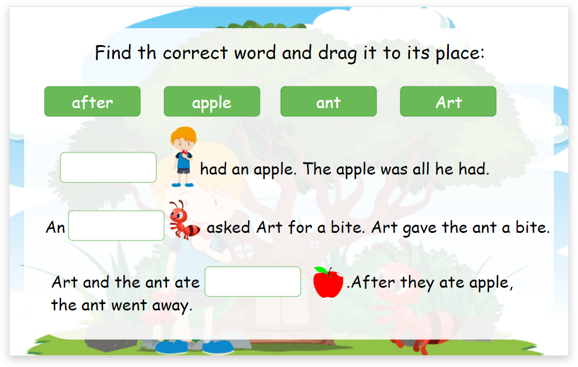 Find th correct word and drag it to its place:
after apple ant Art
had an apple. The apple was all he had.
An asked Art for a bite. Art gave the ant a bite.
Art and the ant ate .After they ate apple,
the ant went away.